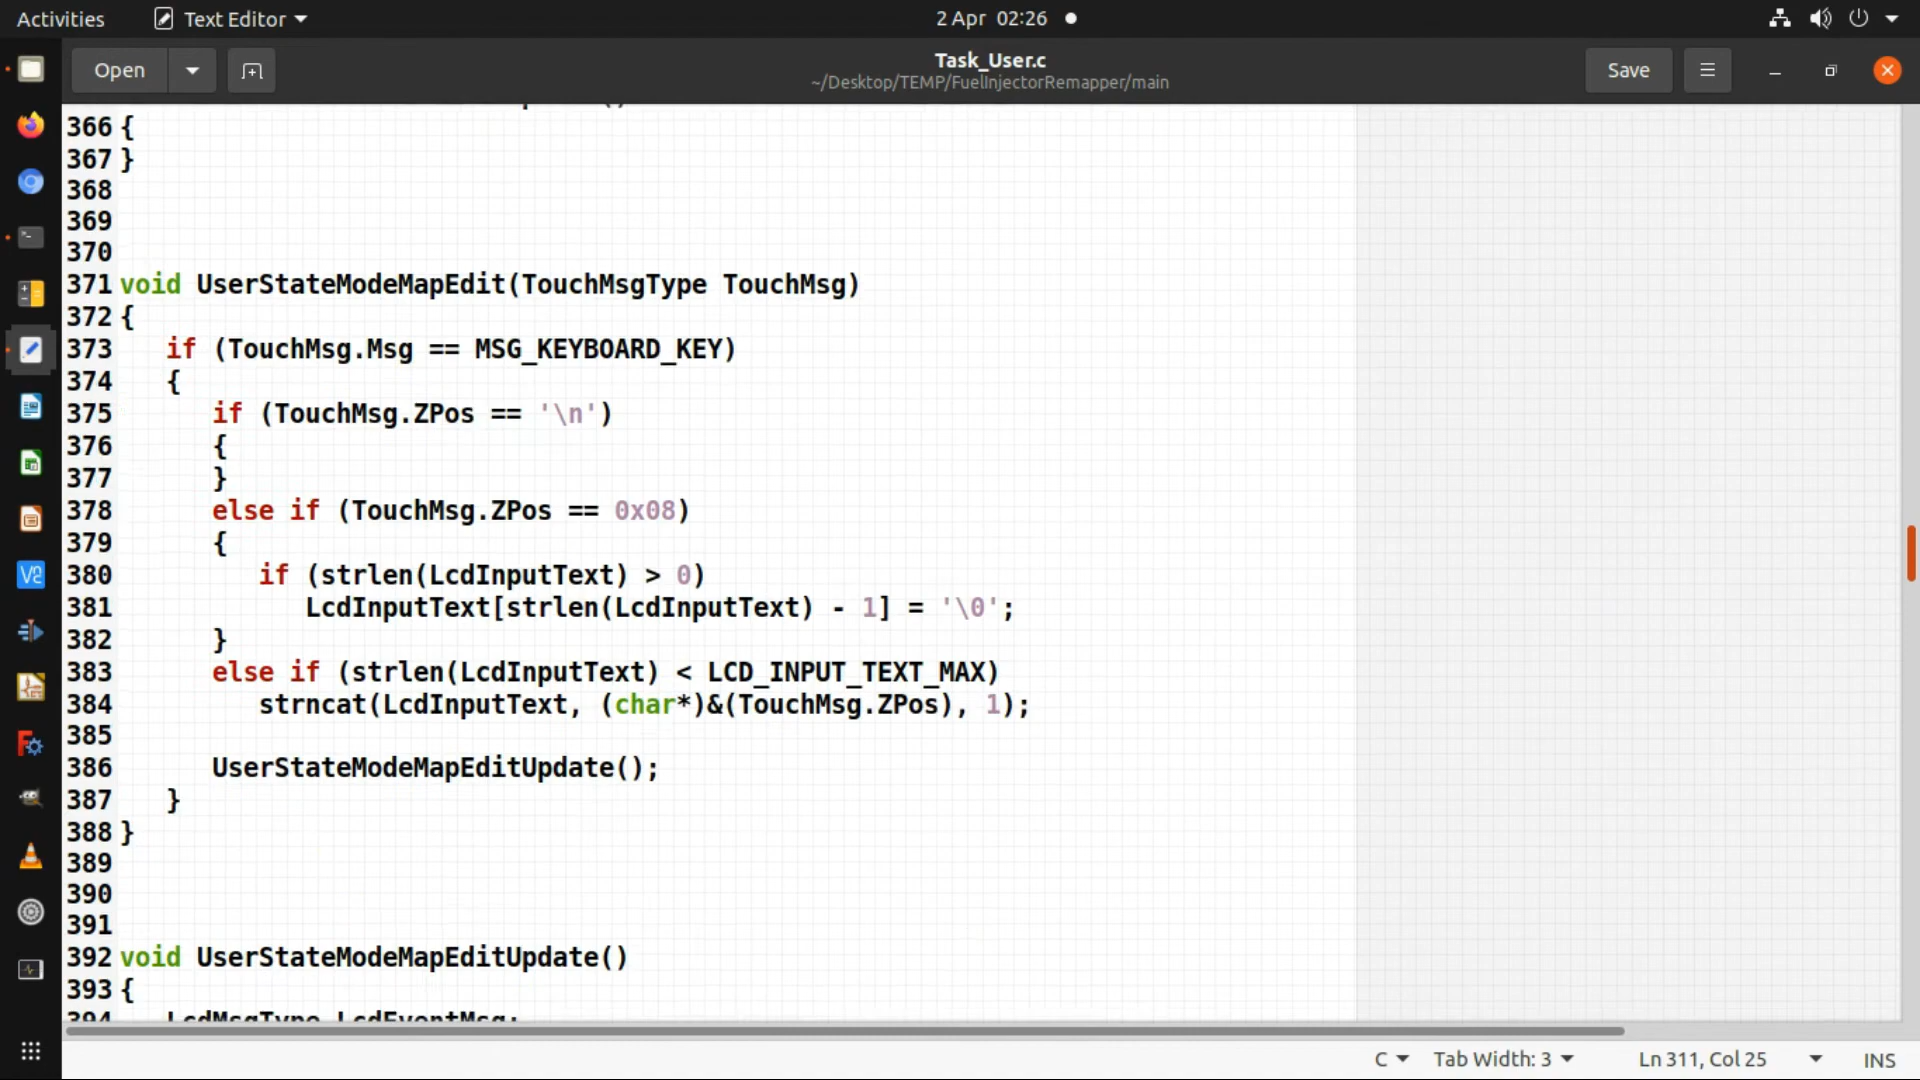 Activities
Text Editor
2 Apr 02:26
Open
Task_User.c
~/Desktop/TEMP/FuelInjectorRemapper/main
Save
366 {
367 }
368
369
370
371 void UserStateModeMapEdit(TouchMsgType TouchMsg)
372 {
373    if (TouchMsg.Msg == MSG_KEYBOARD_KEY)
374    {
375       if (TouchMsg.ZPos == '\n')
376       {
377       }
378       else if (TouchMsg.ZPos == 0x08)
379       {
380          if (strlen(LcdInputText) > 0)
381             LcdInputText[strlen(LcdInputText) - 1] = '\0';
382       }
383       else if (strlen(LcdInputText) < LCD_INPUT_TEXT_MAX)
384          strncat(LcdInputText, (char*)&(TouchMsg.ZPos), 1);
385
386       UserStateModeMapEditUpdate();
387    }
388 }
389
390
391
392 void UserStateModeMapEditUpdate()
393 {
394    LcdMsgType LcdEventMsg;
C
Tab Width: 3
Ln 311, Col 25
INS